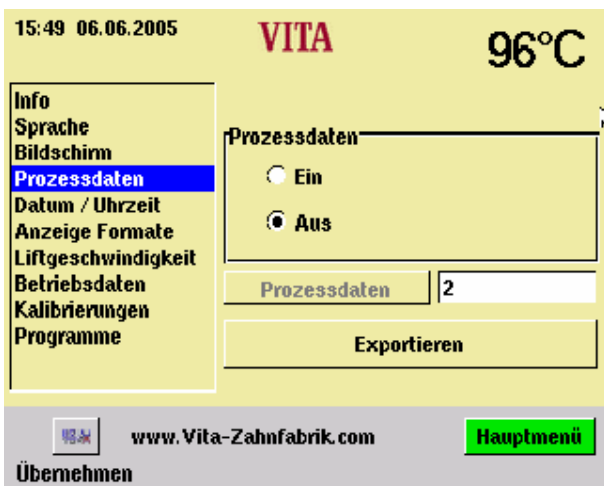 15:49 06.06.2005
VITA
96°C
Info
Sprache
Bildschirm
Prozessdaten
Datum / Uhrzeit
Anzeige Formate
Liftgeschwindigkeit
Betriebsdaten
Kalibrierungen
Programme
Prozessdaten
Ein
Aus
Prozessdaten
2
Exportieren
www.Vita-Zahnfabrik.com
Hauptmenü
Übernehmen